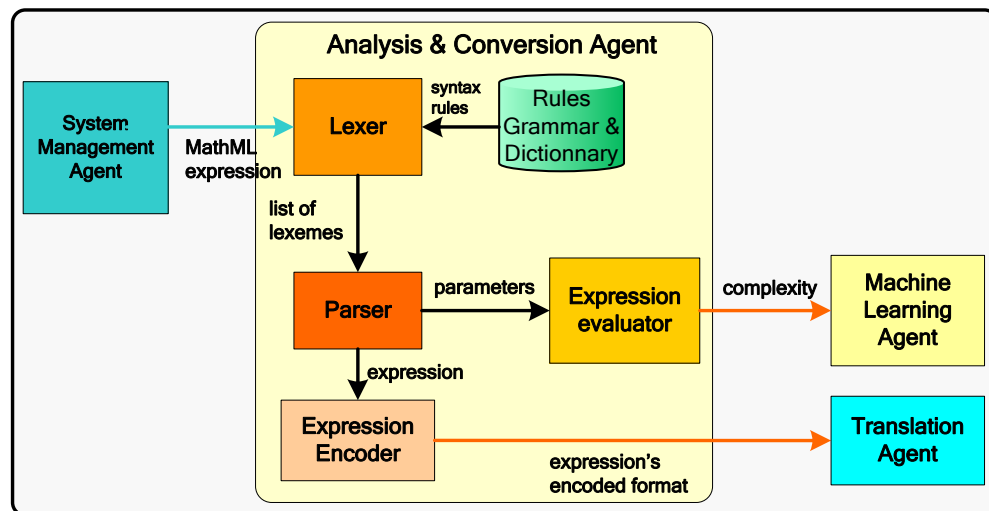 Analysis & Conversion Agent
System
Management
Agent
MathML
expression
Lexer
syntax
rules
Rules
Grammar &
Dictionnary
list of
lexemes
Parser
parameters
Expression
evaluator
complexity
Machine
Learning
Agent
expression
Expression
Encoder
expression's
encoded format
Translation
Agent